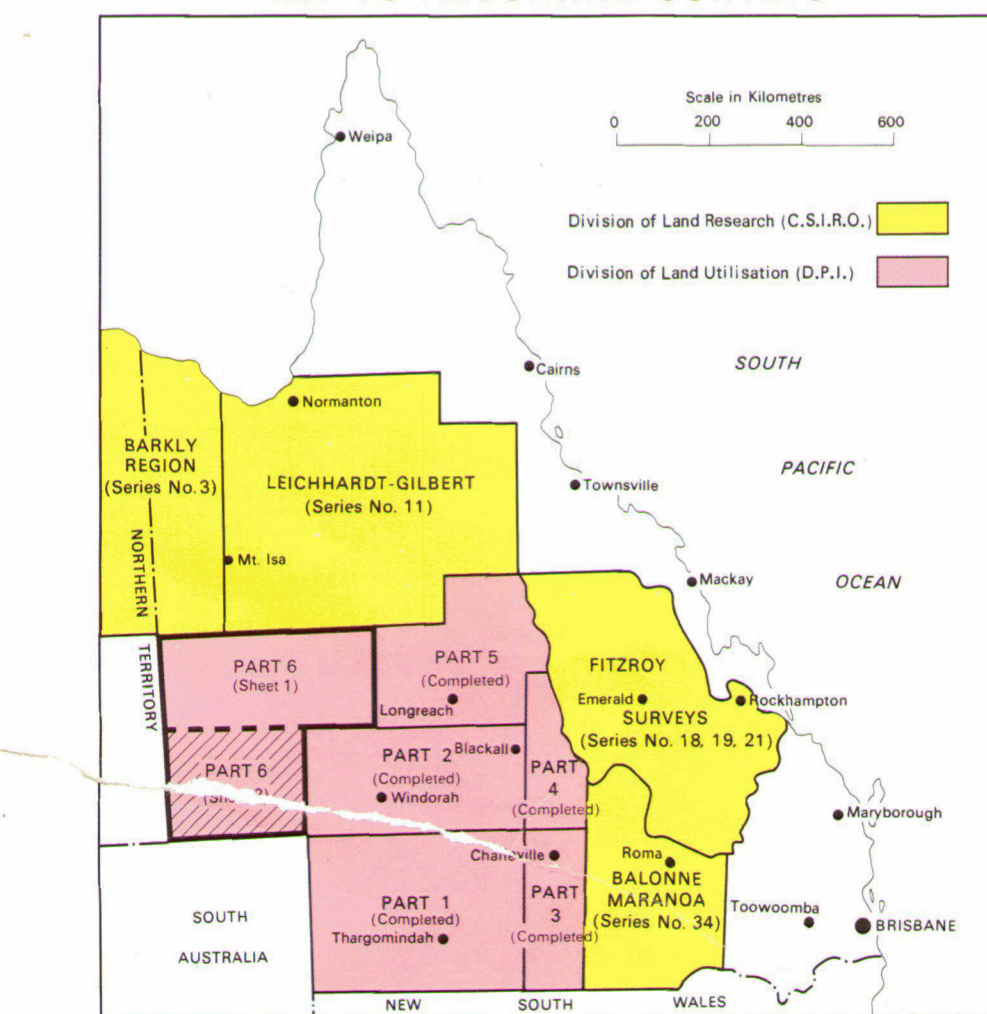 Scale in Kilometres
0 200 400 600
Weipa
Division of Land Research (C.S.I.R.O.)
Division of Land Utilisation (D.P.I.)
SOUTH
PACIFIC
OCEAN
Cairns
Normanton
BARKLY
REGION
(Series No. 3)
LEICHHARDT-GILBERT
(Series No. 11)
Townsville
NORTHERN
TERRITORY
Mt. Isa
Mackay
PART 6
(Sheet 1)
PART 5
(Completed)
Longreach
FITZROY
Emerald
SURVEYS
(Series No. 18, 19, 21)
Rockhampton
PART 6
PART 2
(Completed)
Blackall
Windorah
PART
4
(Completed)
Maryborough
Charleville
Roma
BALONNE
MARANOA
(Series No. 34)
PART 1
(Completed)
Thargomindah
PART
3
(Completed)
Toowoomba
BRISBANE
SOUTH
AUSTRALIA
NEW SOUTH WALES